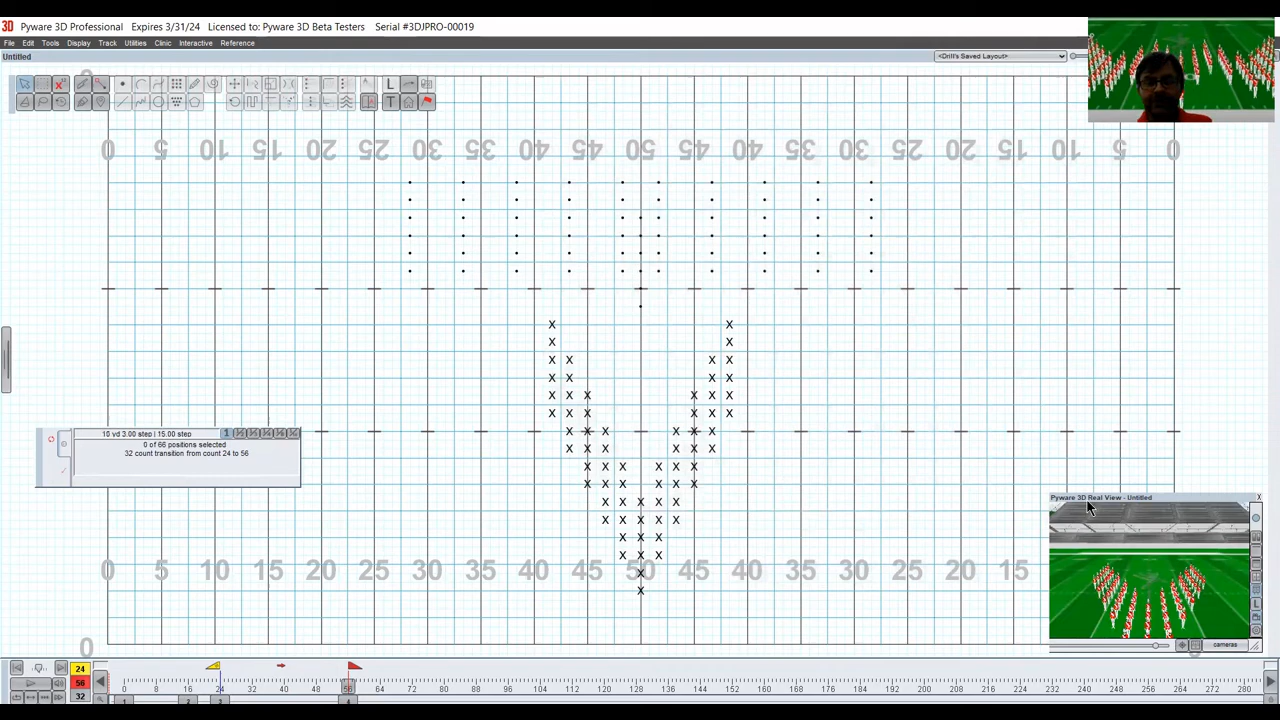 3D Pyware 3D Professional Expires 3/31/24 Licensed to: Pyware 3D Beta Testers Serial #3DJPRO-00019
File Edit Tools Display Track Utilities Clinic Interactive Reference
Untitled
<Drill's Saved Layout>
L
T
0 5 10 15 20 25 30 35 40 45 50 45 40 35 30 25 20 15 10 5 0
10 yd 3.00 step | 15.00 step
1
0 of 66 positions selected
32 count transition from count 24 to 56
Pyware 3D Real View - Untitled
X
L
cameras
0 5 10 15 20 25 30 35 40 45 50 45 40 35 30 25 20 15
0
24
56
32
0 8 16 24 32 40 48 56 64 72 80 88 96 104 112 120 128 136 144 152 160 168 176 184 192 200 208 216 224 232 240 248 256 264 272 280
1 2 3 4